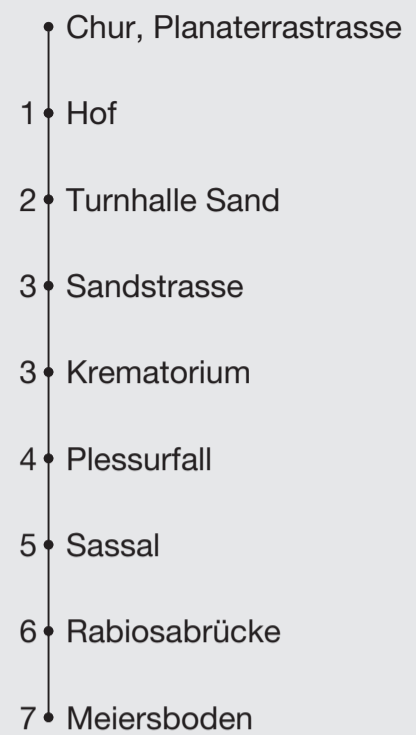 Chur, Planaterrastrasse
1 Hof
2 Turnhalle Sand
3 Sandstrasse
3 Krematorium
4 Plessurfall
5 Sassal
6 Rabiosabrücke
7 Meiersboden